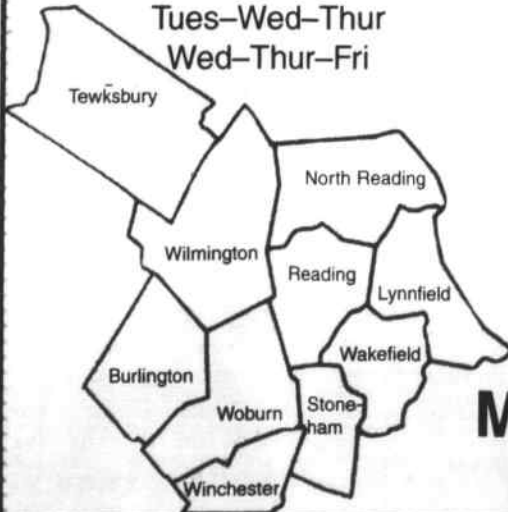 Tues–Wed–Thur
Wed–Thur–Fri
Tewksbury
North Reading
Wilmington
Reading
Lynnfield
Wakefield
Burlington
Woburn
Stone-
ham
M
Winchester